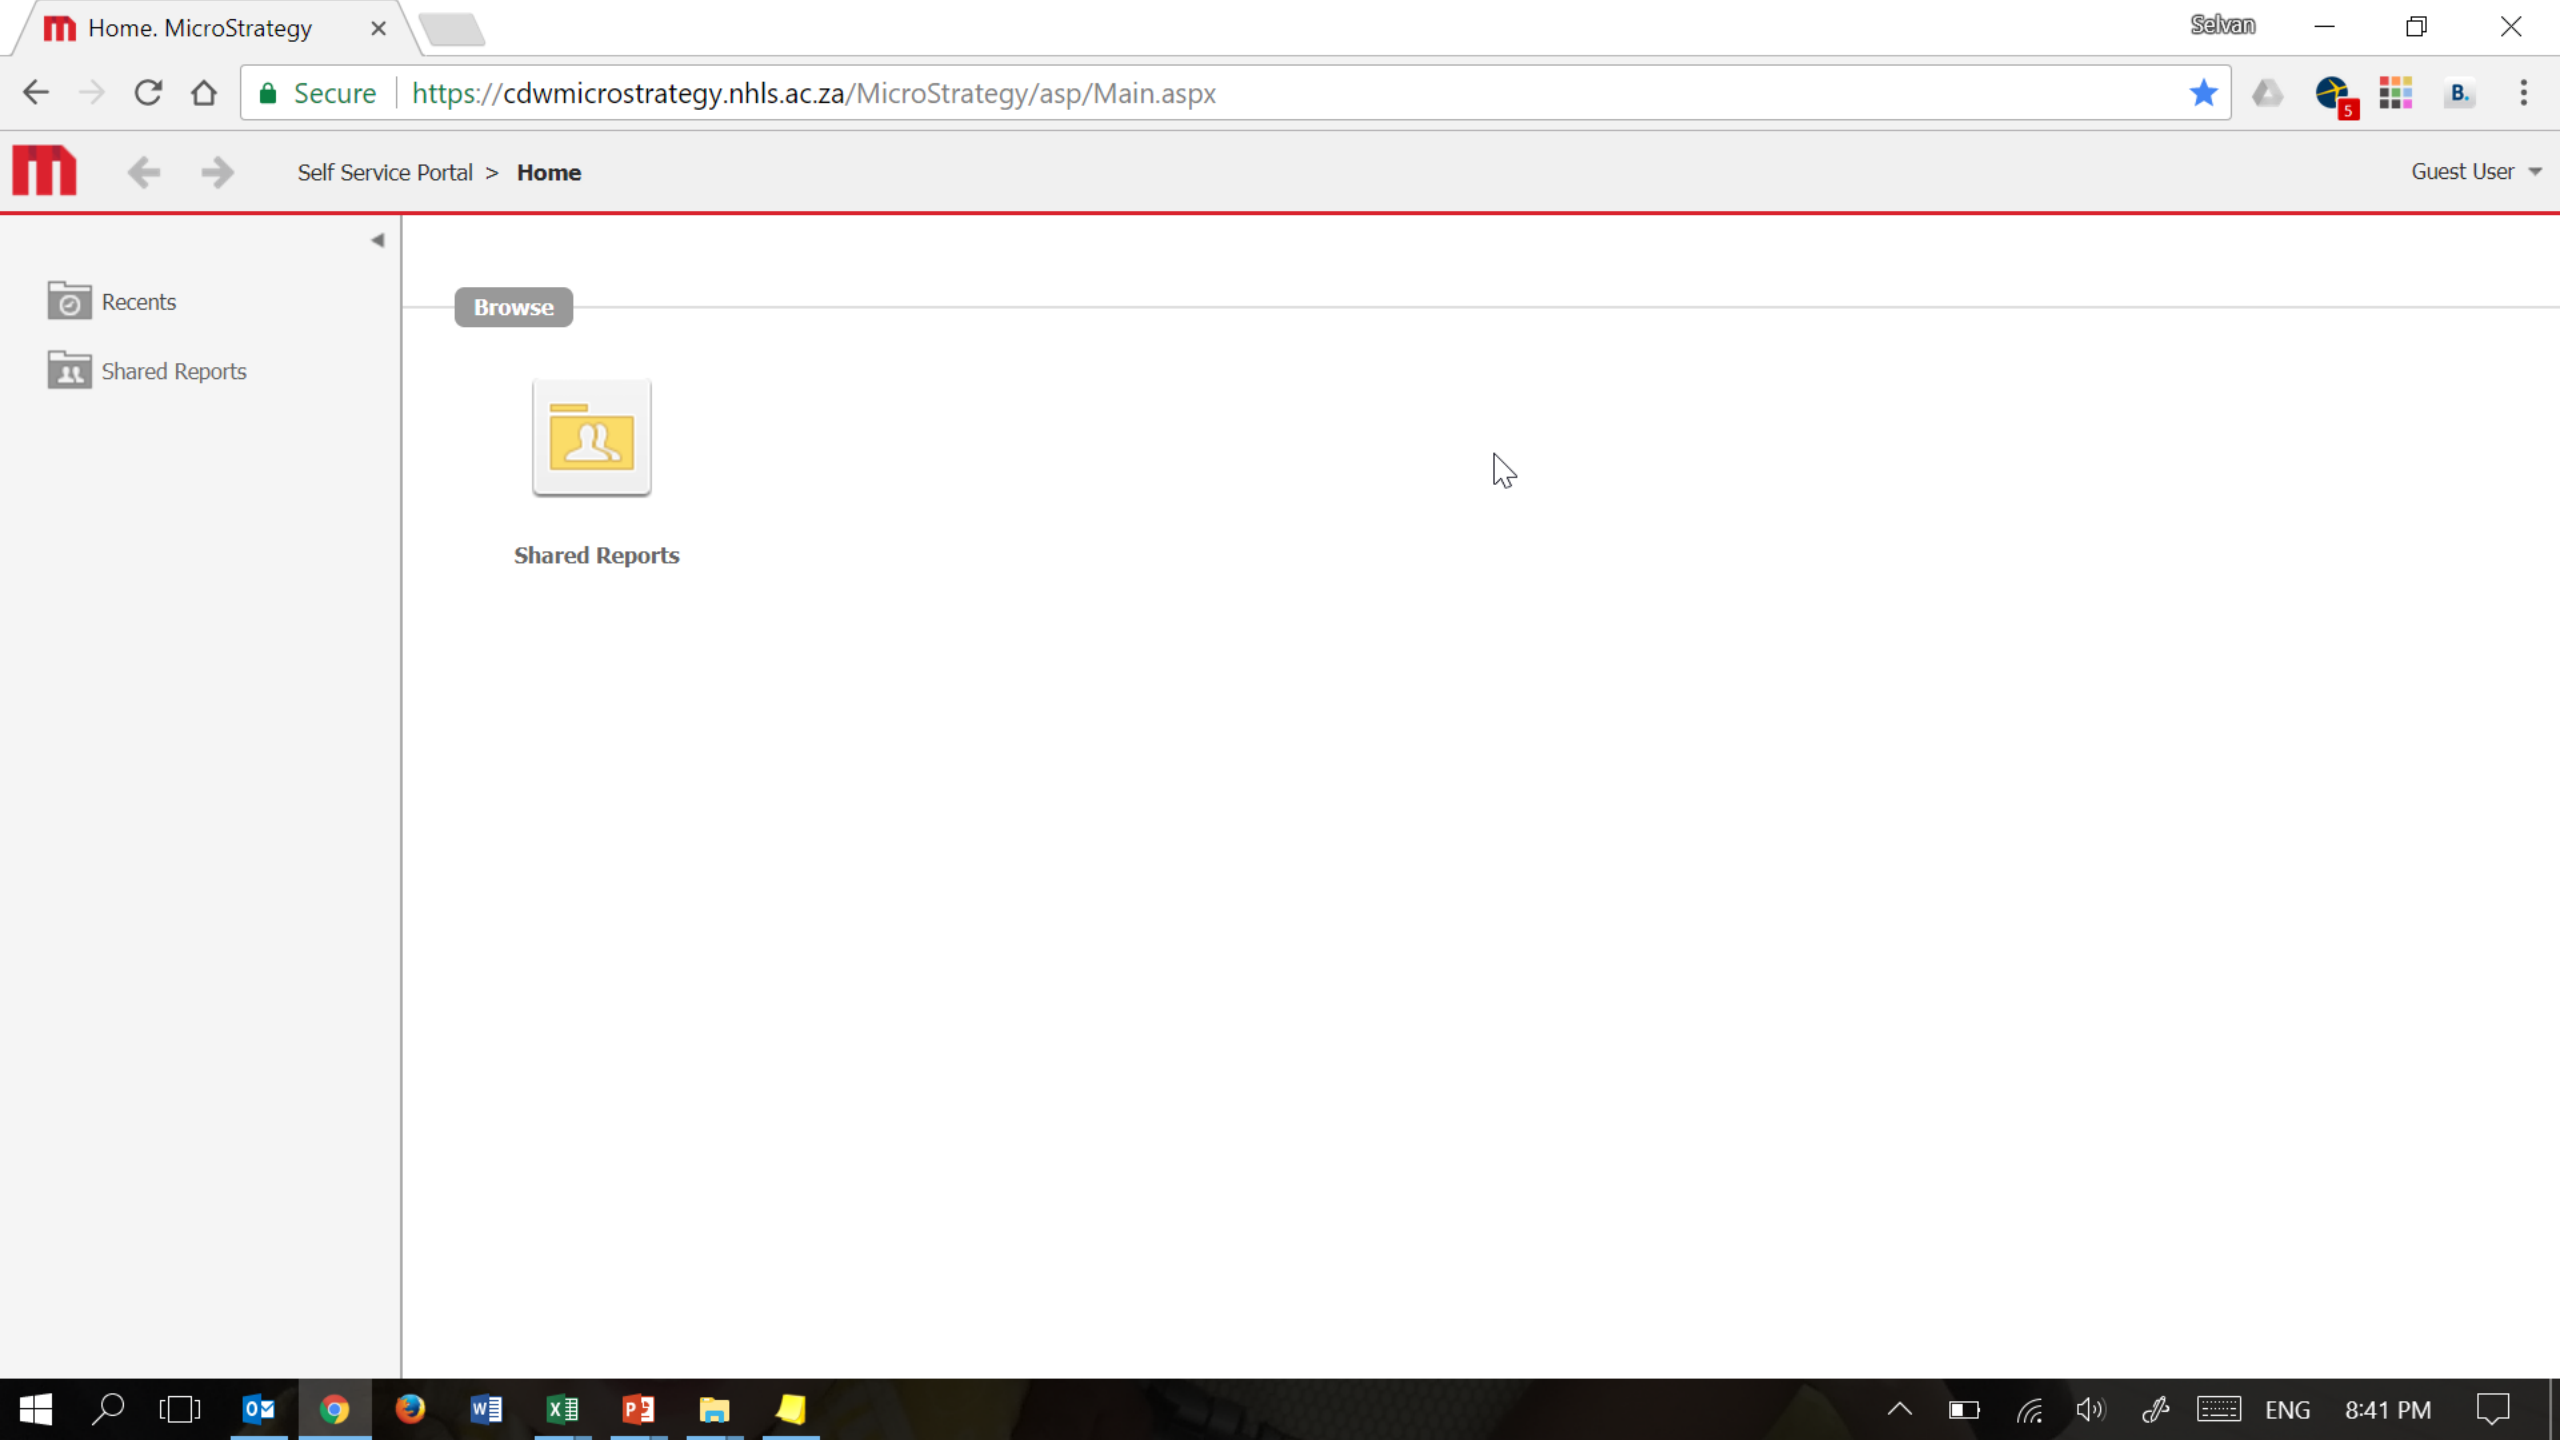 Home. MicroStrategy
Selvan
Secure
https://cdwmicrostrategy.nhls.ac.za/MicroStrategy/asp/Main.aspx
5
B.
Self Service Portal > Home
Guest User
Recents
Shared Reports
Browse
Shared Reports
ENG
8:41 PM